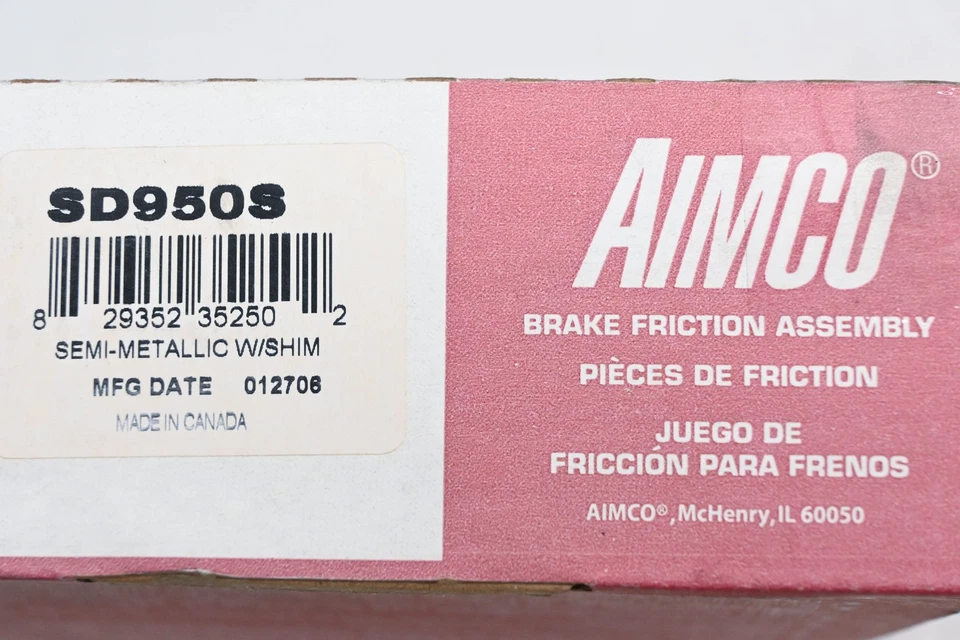 SD950S
8 29352 35250 2
SEMI-METALLIC W/SHIM
MFG DATE 012706
MADE IN CANADA
AIMCO®
BRAKE FRICTION ASSEMBLY
PIÈCES DE FRICTION
JUEGO DE
FRICCIÓN PARA FRENOS
AIMCO®, McHenry, IL 60050